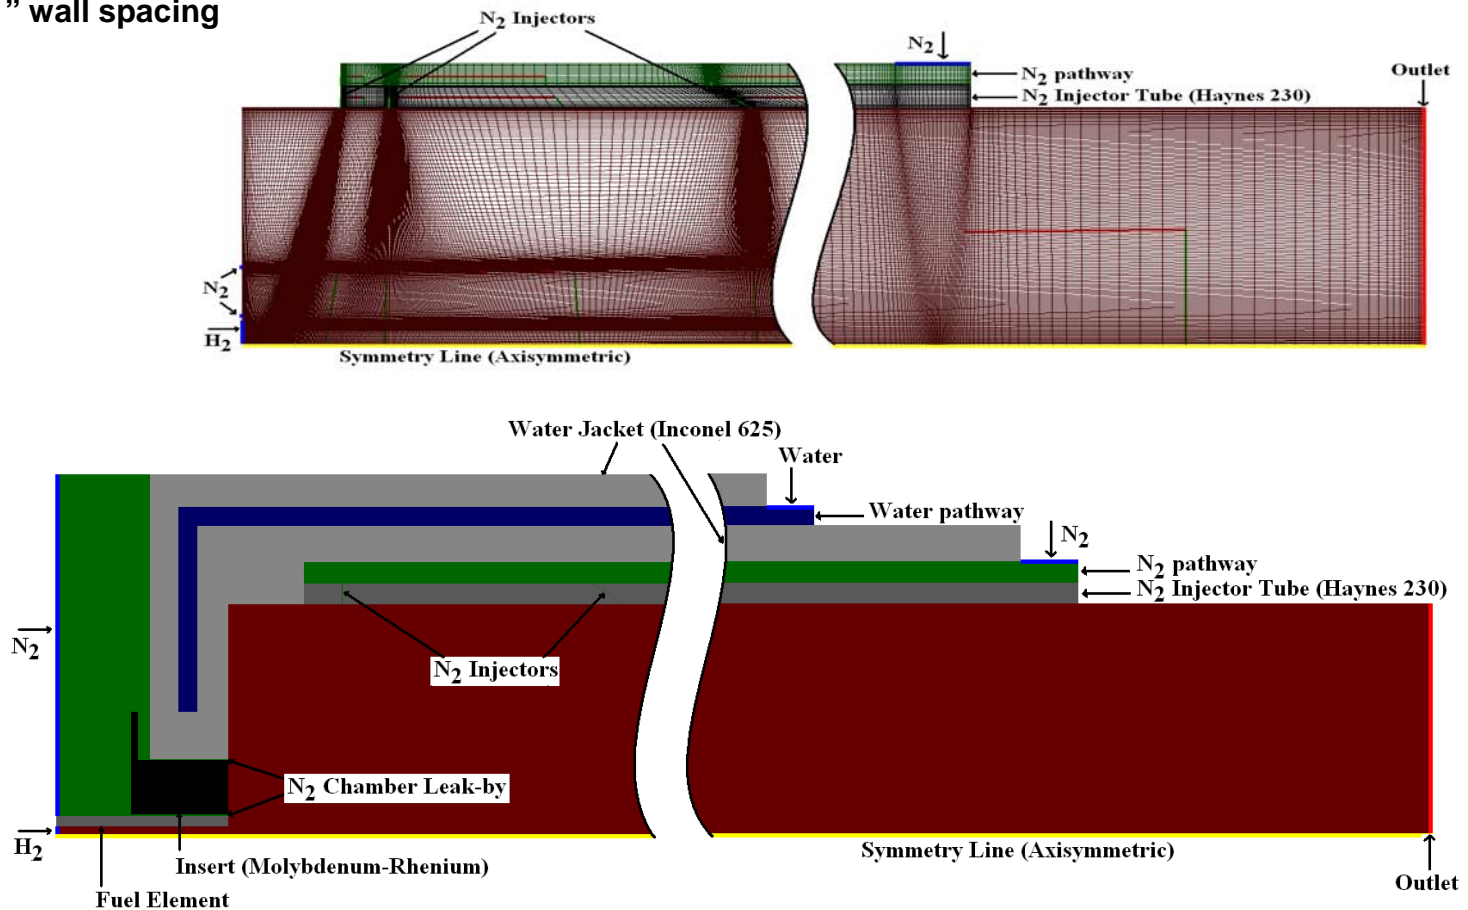 ” wall spacing
N2 Injectors
N2
N2 pathway
Outlet
N2 Injector Tube (Haynes 230)
N2
H2
Symmetry Line (Axisymmetric)
Water Jacket (Inconel 625)
Water
Water pathway
N2
N2 pathway
N2 Injector Tube (Haynes 230)
N2
N2 Injectors
N2 Chamber Leak-by
H2
Symmetry Line (Axisymmetric)
Insert (Molybdenum-Rhenium)
Outlet
Fuel Element